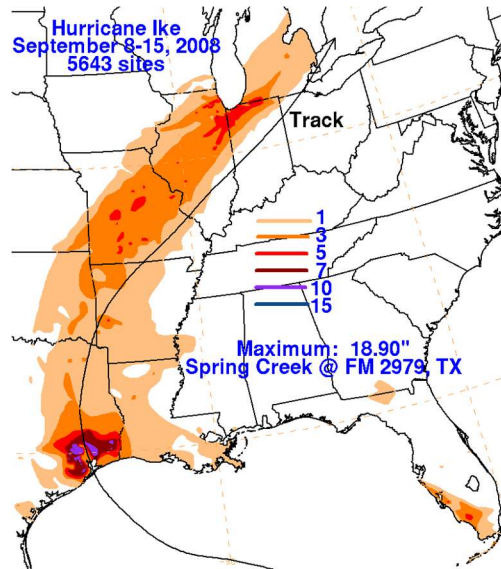 Hurricane Ike
September 8-15, 2008
5643 sites
Track
1
3
5
7
10
15
Maximum: 18.90"
Spring Creek @ FM 2979, TX